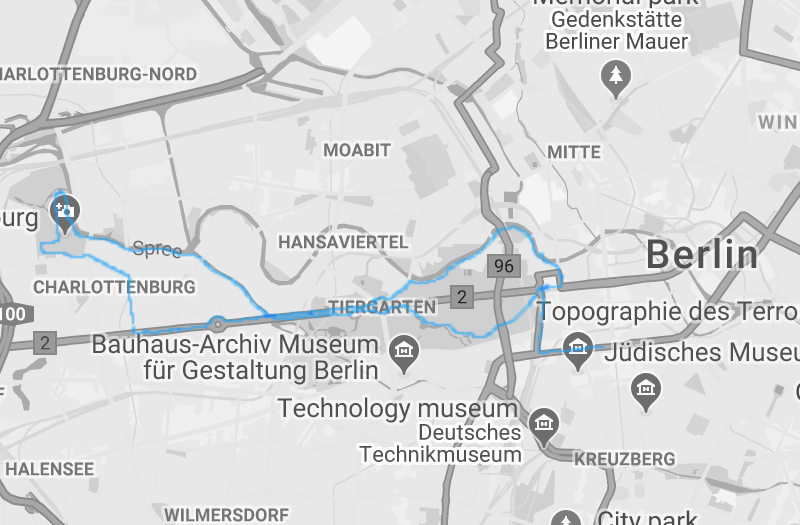 Memorial park
Gedenkstätte
Berliner Mauer
HARLOTTENBURG-NORD
WIN
MOABIT
MITTE
burg
Spree
HANSAVIERTEL
Berlin
96
CHARLOTTENBURG
2
TIERGARTEN
100
Topographie des Terro
2
Bauhaus-Archiv Museum
für Gestaltung Berlin
Jüdisches Museu
Technology museum
Deutsches
Technikmuseum
KREUZBERG
HALENSEE
WILMERSDORF
City park